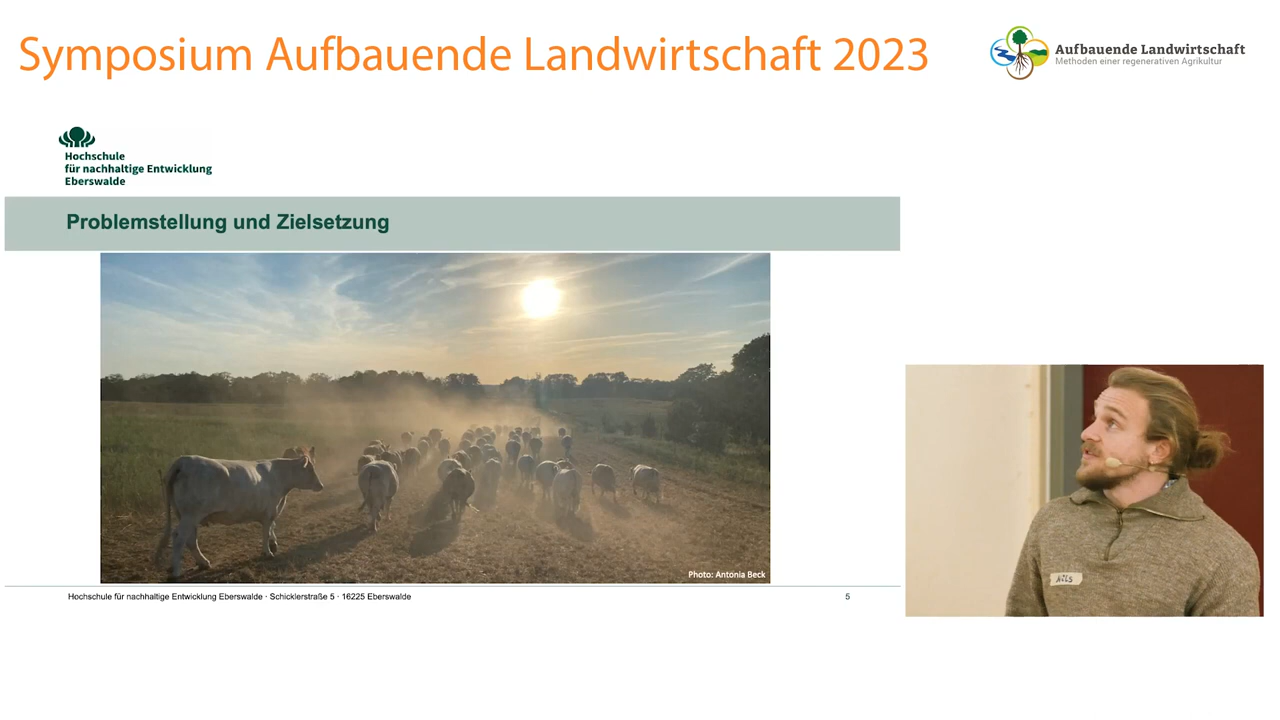 Symposium Aufbauende Landwirtschaft 2023
Aufbauende Landwirtschaft
Methoden einer regenerativen Agrikultur
Hochschule
für nachhaltige Entwicklung
Eberswalde
Problemstellung und Zielsetzung
Photo: Antonia Beck
Nils
Hochschule für nachhaltige Entwicklung Eberswalde · Schicklerstraße 5 · 16225 Eberswalde
5